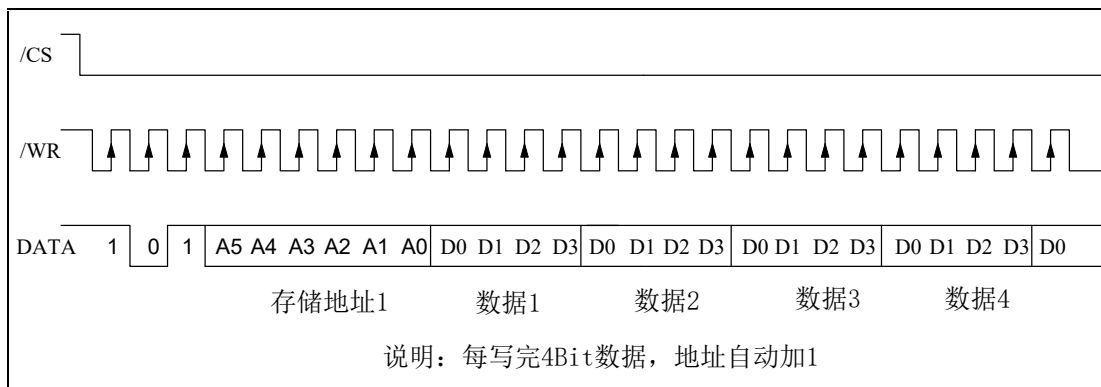 /CS
/WR
DATA 1 0 1 A5 A4 A3 A2 A1 A0 D0 D1 D2 D3 D0 D1 D2 D3 D0 D1 D2 D3 D0 D1 D2 D3 D0
存储地址1 数据1 数据2 数据3 数据4
说明：每写完4Bit数据，地址自动加1